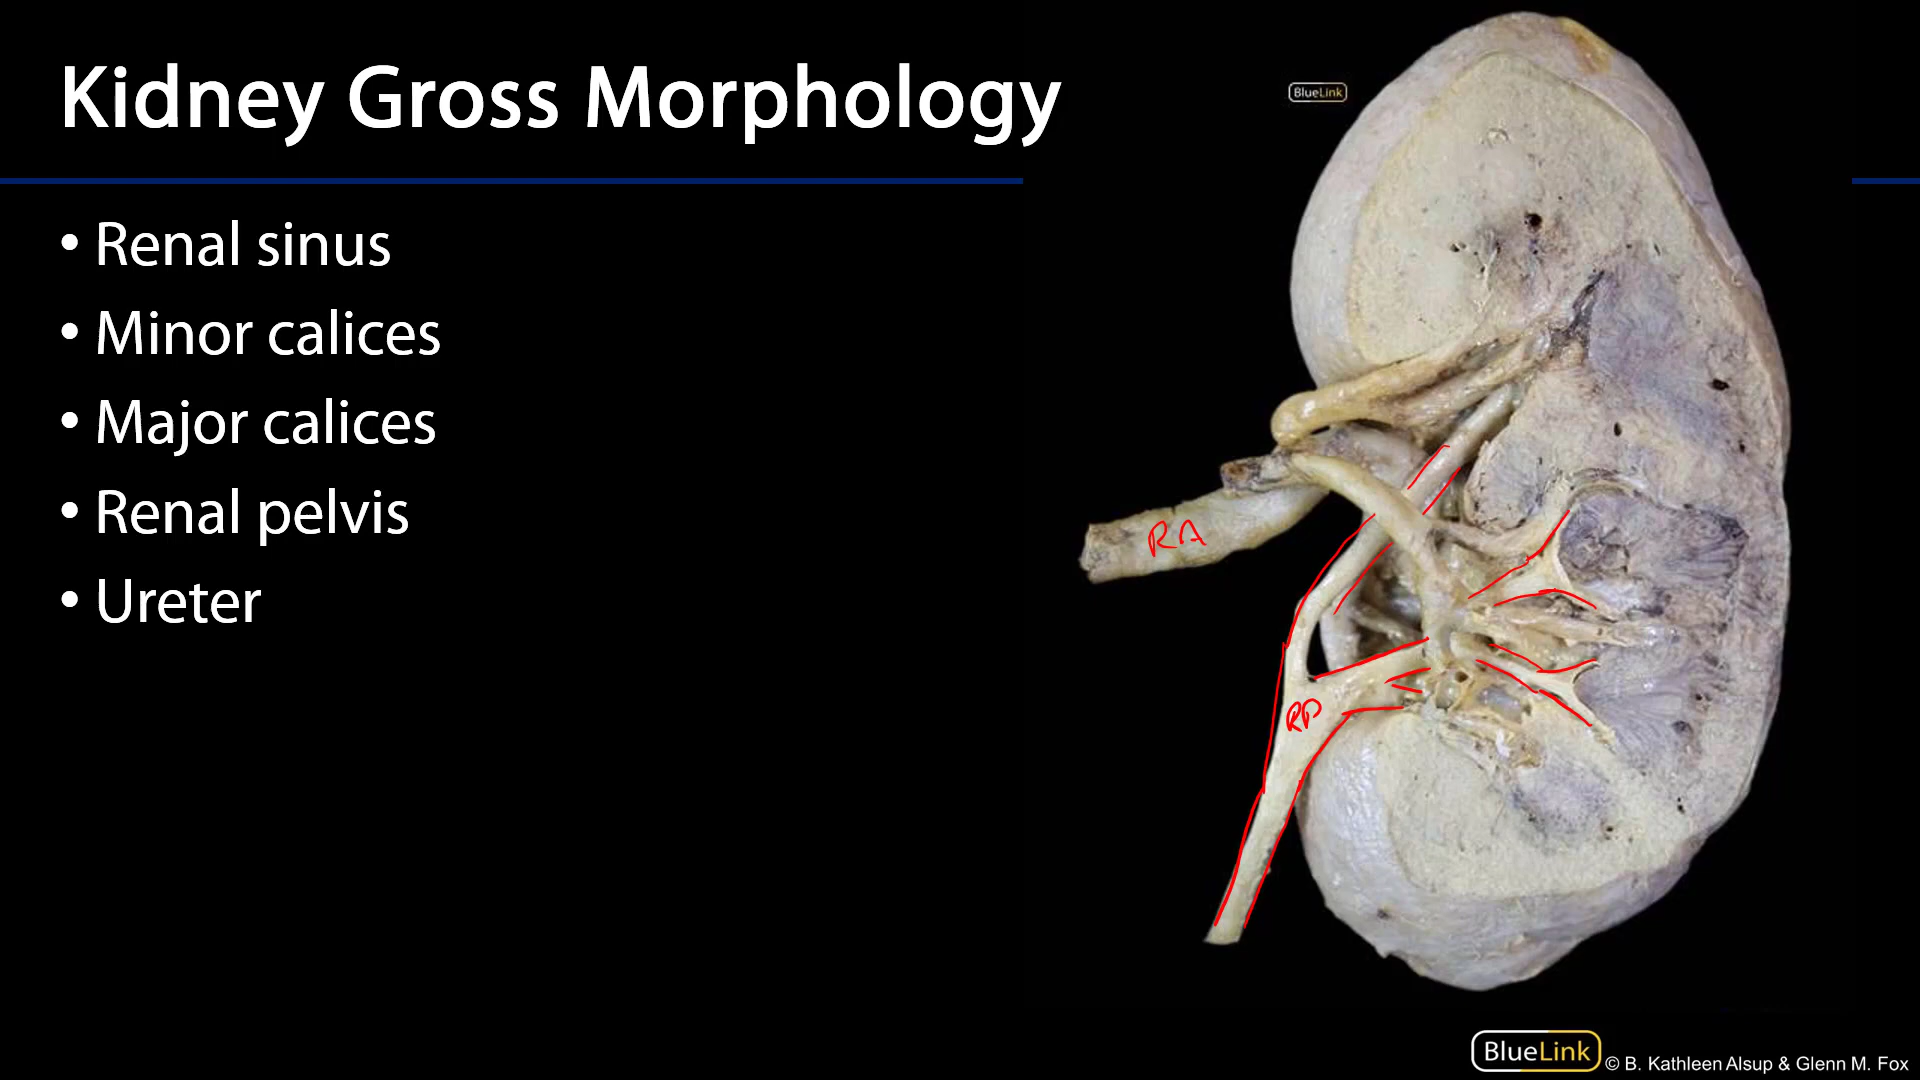 Kidney Gross Morphology
BlueLink
• Renal sinus
• Minor calices
• Major calices
• Renal pelvis
• Ureter
RA
RP
BlueLink © B. Kathleen Alsup & Glenn M. Fox